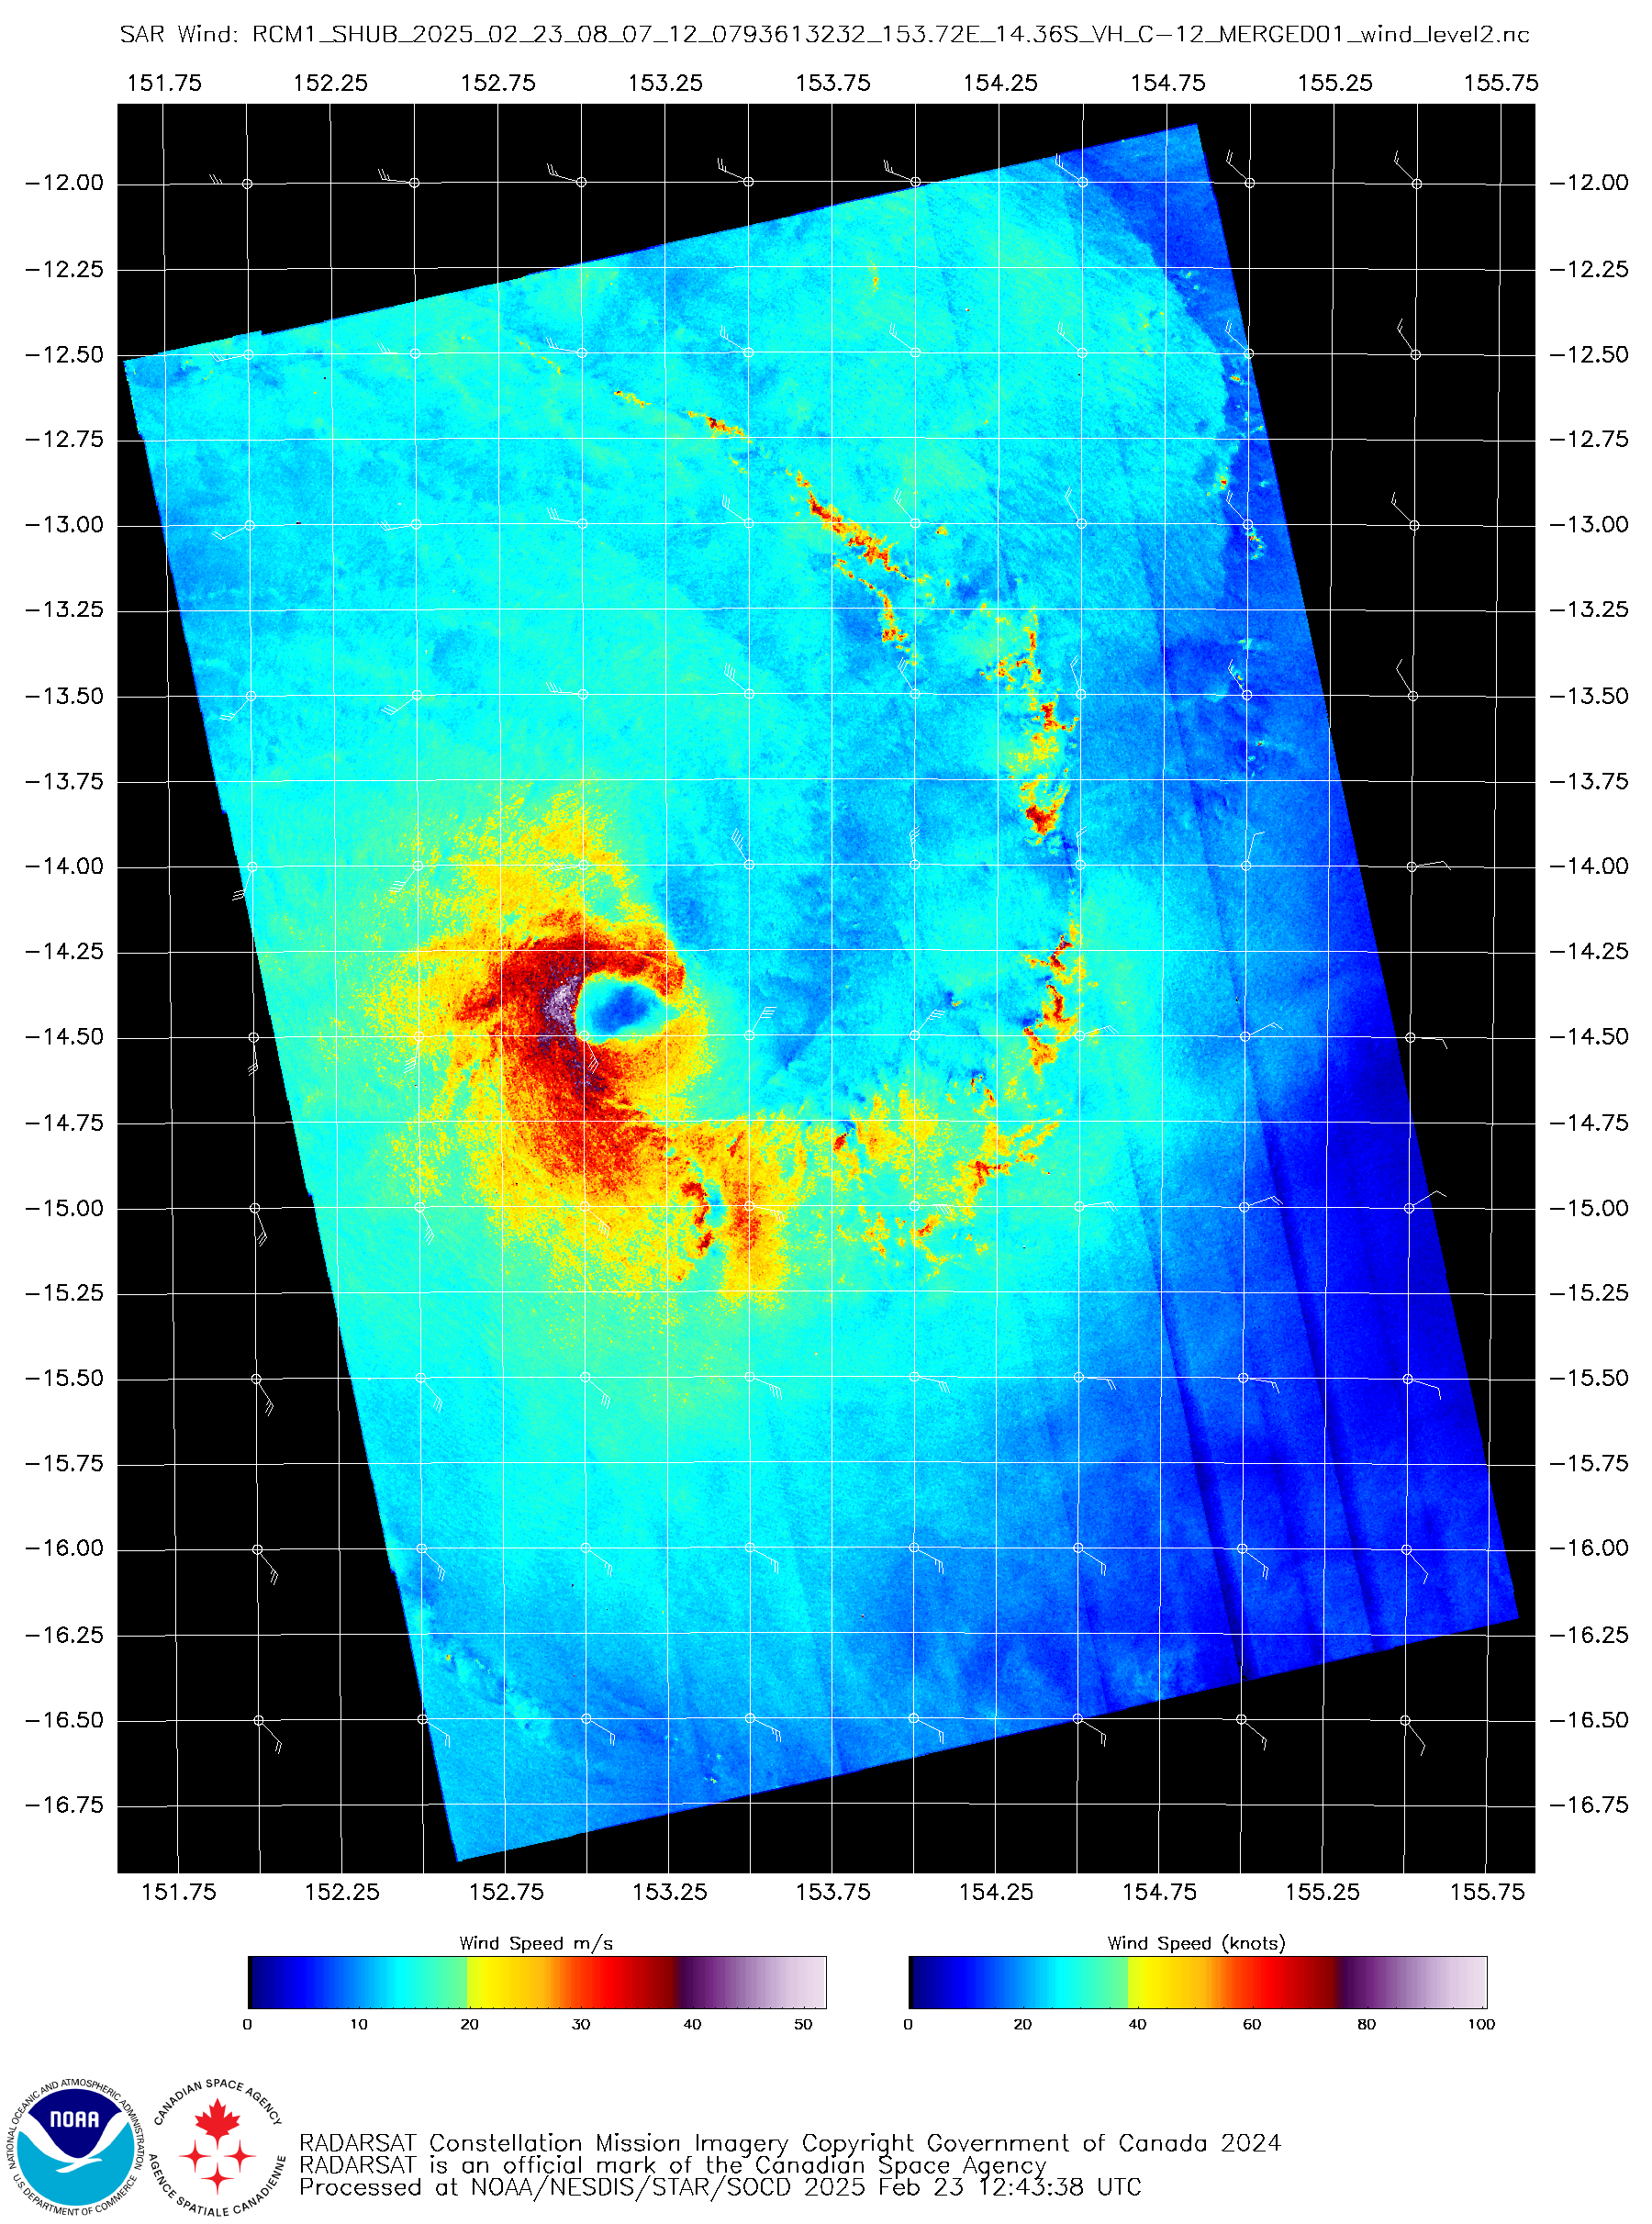 SAR Wind: RCM1_SHUB_2025_02_23_08_07_12_0793613232_153.72E_14.36S_VH_C-12_MERGED01_wind_level2.nc
151.75 152.25 152.75 153.25 153.75 154.25 154.75 155.25 155.75
-12.00 -12.00
-12.25 -12.25
-12.50 -12.50
-12.75 -12.75
-13.00 -13.00
-13.25 -13.25
-13.50 -13.50
-13.75 -13.75
-14.00 -14.00
-14.25 -14.25
-14.50 -14.50
-14.75 -14.75
-15.00 -15.00
-15.25 -15.25
-15.50 -15.50
-15.75 -15.75
-16.00 -16.00
-16.25 -16.25
-16.50 -16.50
-16.75 -16.75
151.75 152.25 152.75 153.25 153.75 154.25 154.75 155.25 155.75
Wind Speed m/s
0 10 20 30 40 50
Wind Speed (knots)
0 20 40 60 80 100
NATIONAL OCEANIC AND ATMOSPHERIC ADMINISTRATION
NOAA
U.S. DEPARTMENT OF COMMERCE
CANADIAN SPACE AGENCY
AGENCE SPATIALE CANADIENNE
RADARSAT Constellation Mission Imagery Copyright Government of Canada 2024
RADARSAT is an official mark of the Canadian Space Agency
Processed at NOAA/NESDIS/STAR/SOCD 2025 Feb 23 12:43:38 UTC